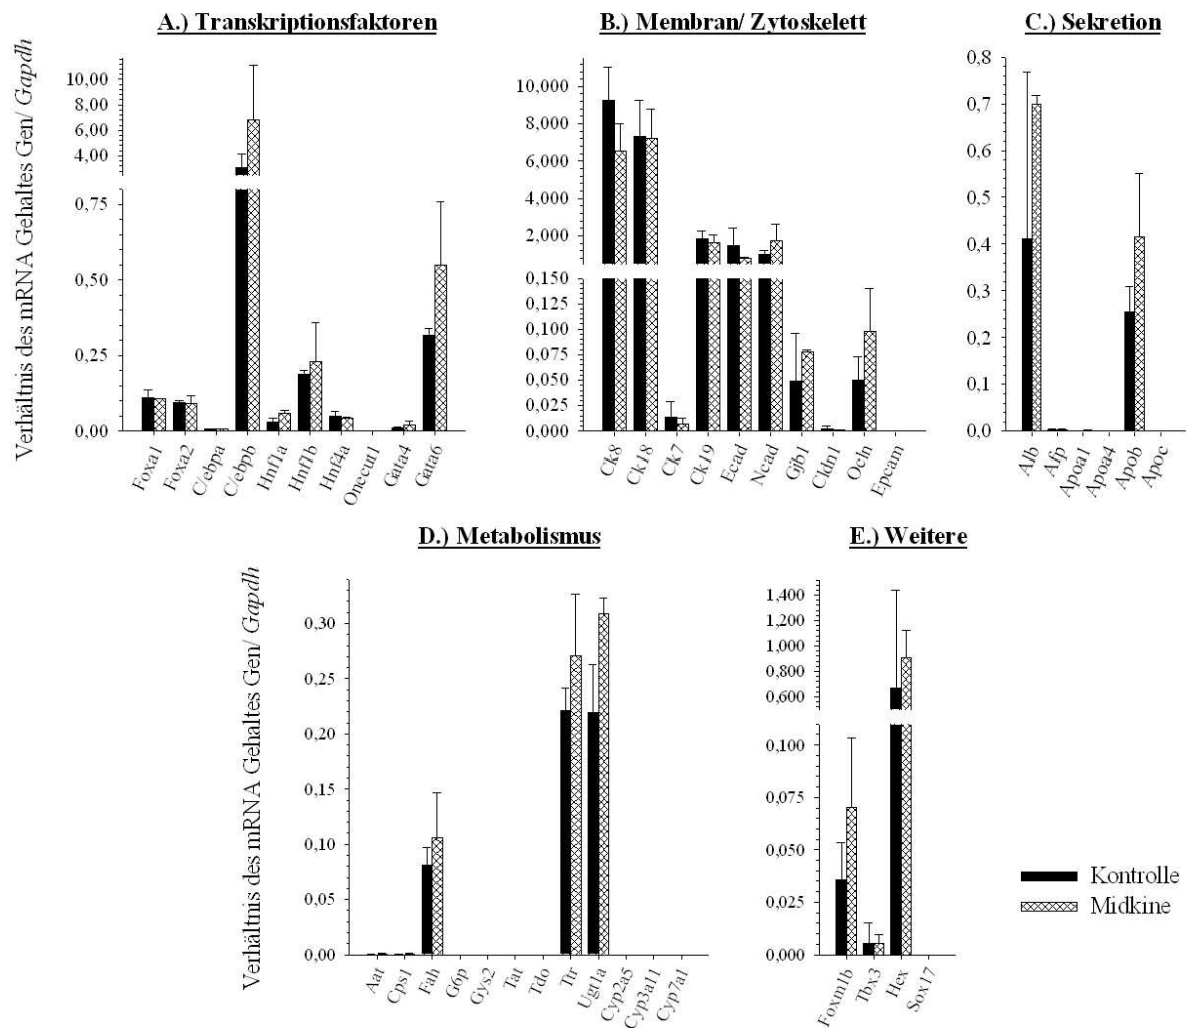 A.) Transkriptionsfaktoren
B.) Membran/ Zytoskelett
C.) Sekretion
Verhältnis des mRNA Gehaltes Gen/ Gapdh
10,00
8,00
6,00
4,00
0,75
0,50
0,25
0,00
Foxa1
Foxa2
C/ebpa
C/ebpb
Hnf1a
Hnf1b
Hnf4a
Onecut1
Gata4
Gata6
10,000
8,000
6,000
4,000
2,000
0,150
0,125
0,100
0,075
0,050
0,025
0,000
Ck8
Ck18
Ck7
Ck19
Ecad
Ncad
Gjb1
Cldn1
Ocln
Epcam
0,8
0,7
0,6
0,5
0,4
0,3
0,2
0,1
0,0
Alb
Afp
Apoa1
Apoa4
Apob
Apoc
D.) Metabolismus
E.) Weitere
Verhältnis des mRNA Gehaltes Gen/ Gapdh
0,30
0,25
0,20
0,15
0,10
0,05
0,00
Aat
Cps1
Fah
G6p
Gys2
Tat
Tdo
Ttr
Ugt1a
Cyp2a5
Cyp3a11
Cyp7a1
1,400
1,000
0,800
0,600
0,100
0,075
0,050
0,025
0,000
Foxm1b
Tbx3
Hex
Sox17
Kontrolle
Midkine